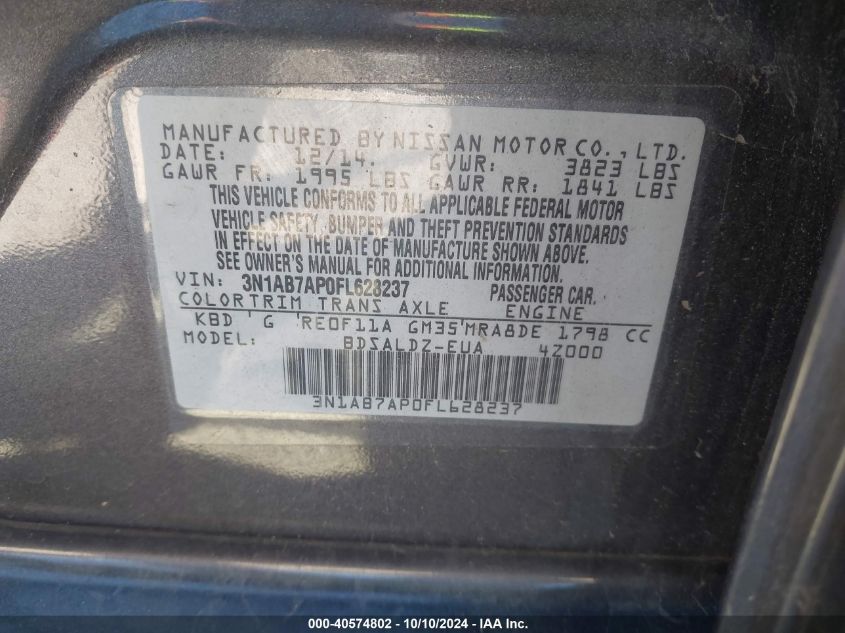 MANUFACTURED BY NISSAN MOTOR CO., LTD.
DATE: 12/14. GVWR: 3823 LBS
GAWR FR: 1995 LBS GAWR RR: 1841 LBS
THIS VEHICLE CONFORMS TO ALL APPLICABLE FEDERAL MOTOR
VEHICLE SAFETY, BUMPER AND THEFT PREVENTION STANDARDS
IN EFFECT ON THE DATE OF MANUFACTURE SHOWN ABOVE.
SEE OWNER'S MANUAL FOR ADDITIONAL INFORMATION.
VIN: 3N1AB7AP0FL628237 PASSENGER CAR.
COLOR TRIM TRANS AXLE ENGINE
KBD ' G 'RE0F11A GM35'MRA8DE 1798 CC
MODEL: BDSALDZ-EUA 4Z000
3N1AB7AP0FL628237
000-40574802 - 10/10/2024 - IAA Inc.